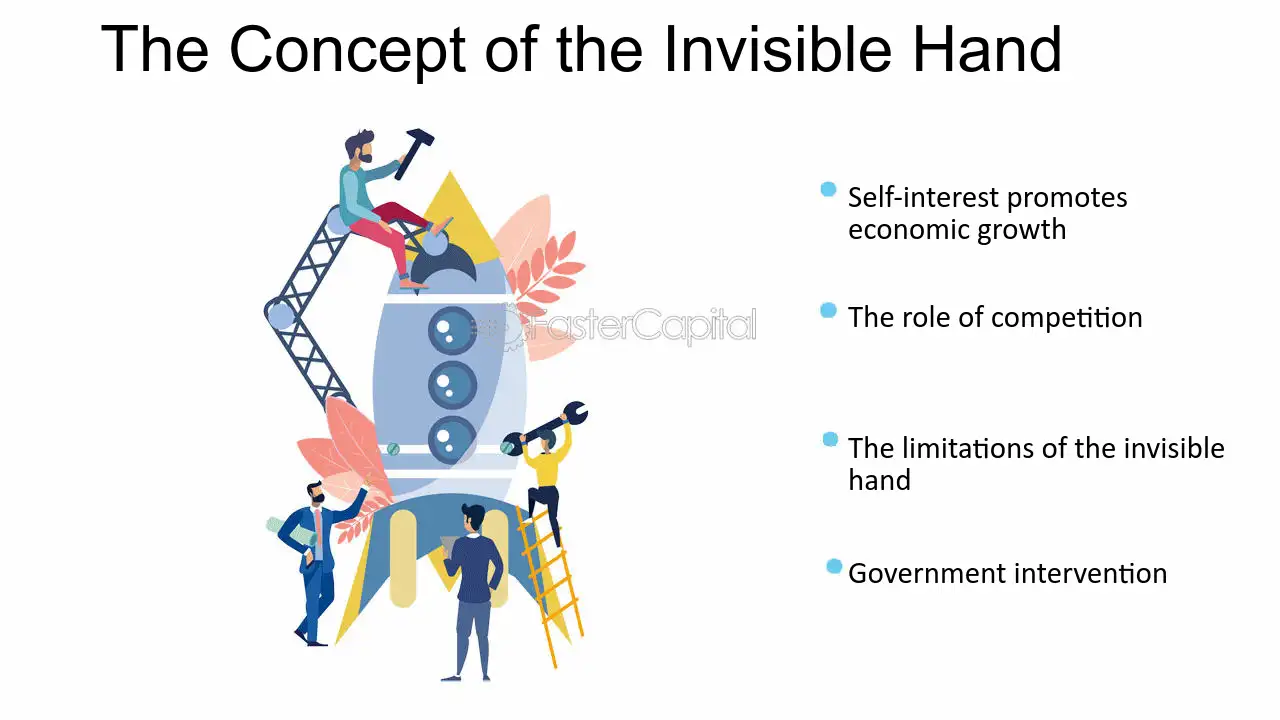 The Concept of the Invisible Hand
Self-interest promotes
economic growth
FasterCapital
The role of competition
The limitations of the invisible
hand
Government intervention